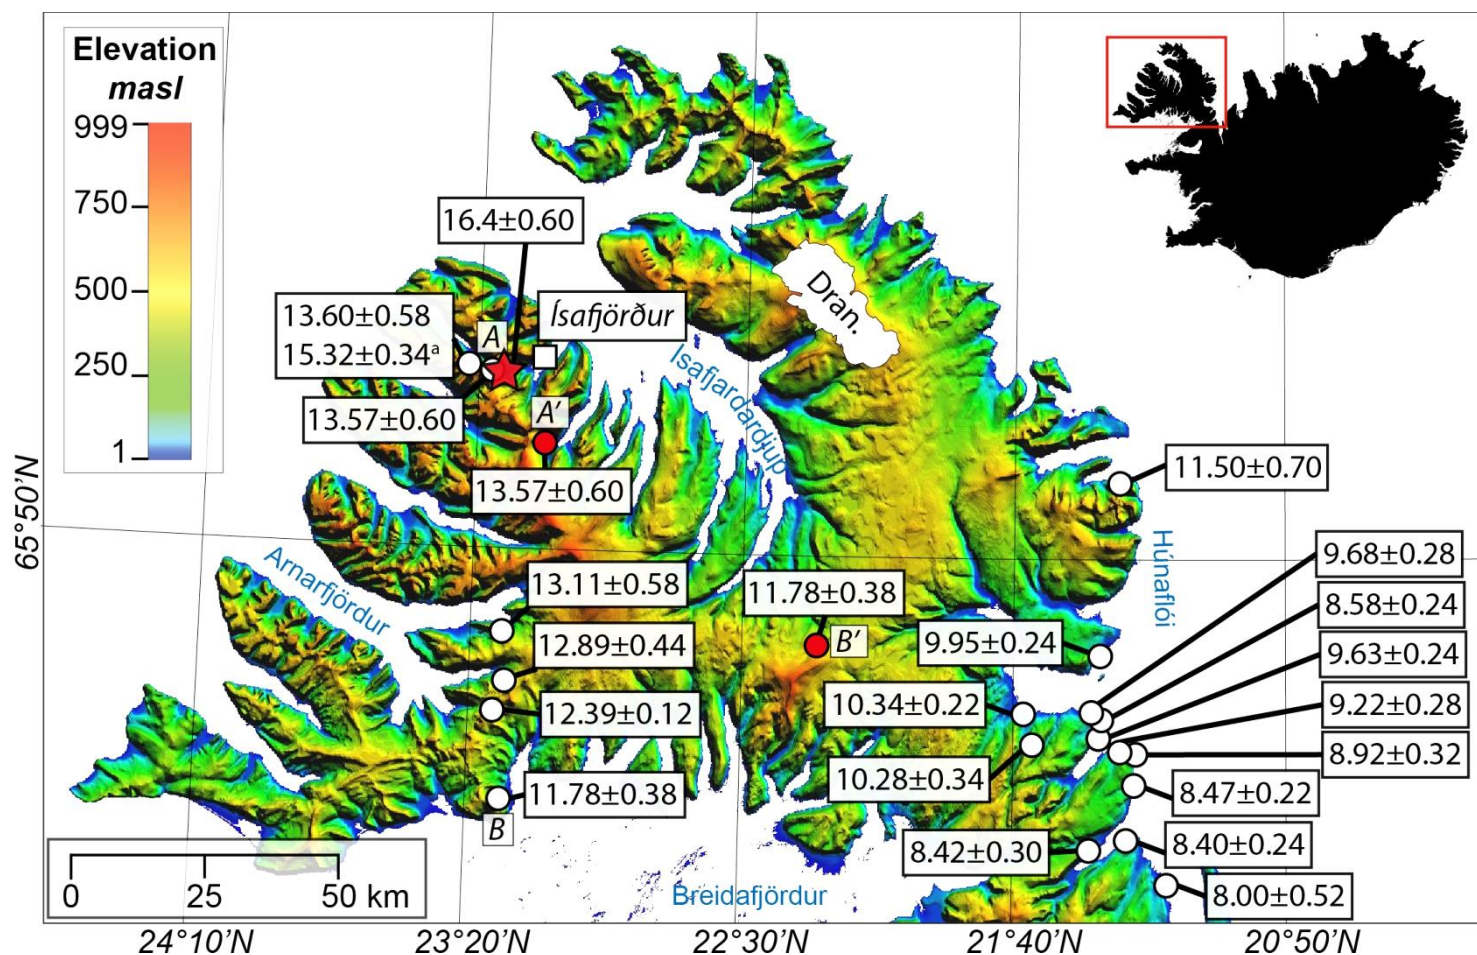 Elevation
masl
999
750
500
250
1
16.4±0.60
13.60±0.58
15.32±0.34ᵃ
A
Ísafjörður
13.57±0.60
A′
13.57±0.60
Dran.
Isafjardardjup
11.50±0.70
65°50’N
Arnarfjördur
Húnaflói
13.11±0.58
11.78±0.38
B′
12.89±0.44
9.95±0.24
9.68±0.28
8.58±0.24
9.63±0.24
9.22±0.28
8.92±0.32
12.39±0.12
10.34±0.22
10.28±0.34
11.78±0.38
B
8.47±0.22
8.42±0.30
8.40±0.24
8.00±0.52
Breidafjördur
0 25 50 km
24°10’N 23°20’N 22°30’N 21°40’N 20°50’N